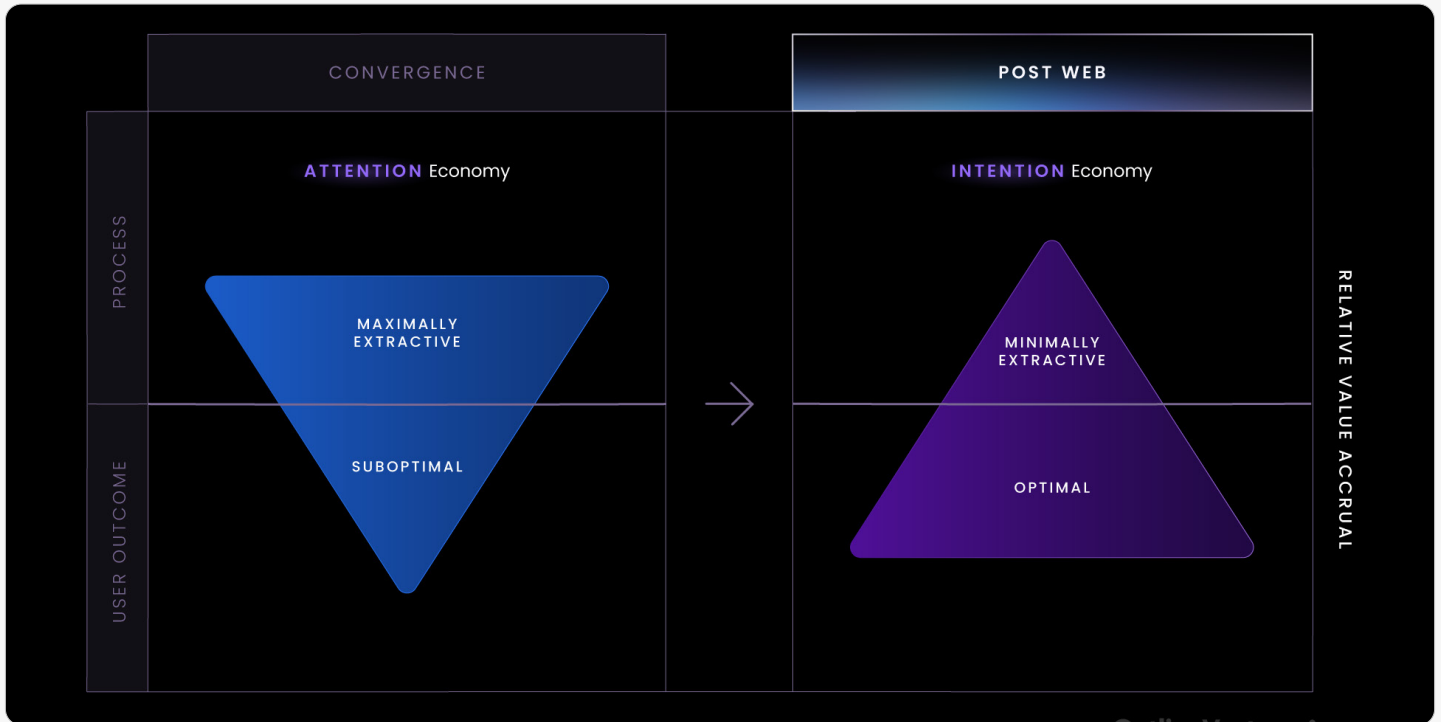 CONVERGENCE
POST WEB
ATTENTION Economy
INTENTION Economy
PROCESS
MAXIMALLY
EXTRACTIVE
MINIMALLY
EXTRACTIVE
USER OUTCOME
SUBOPTIMAL
OPTIMAL
RELATIVE VALUE ACCRUAL